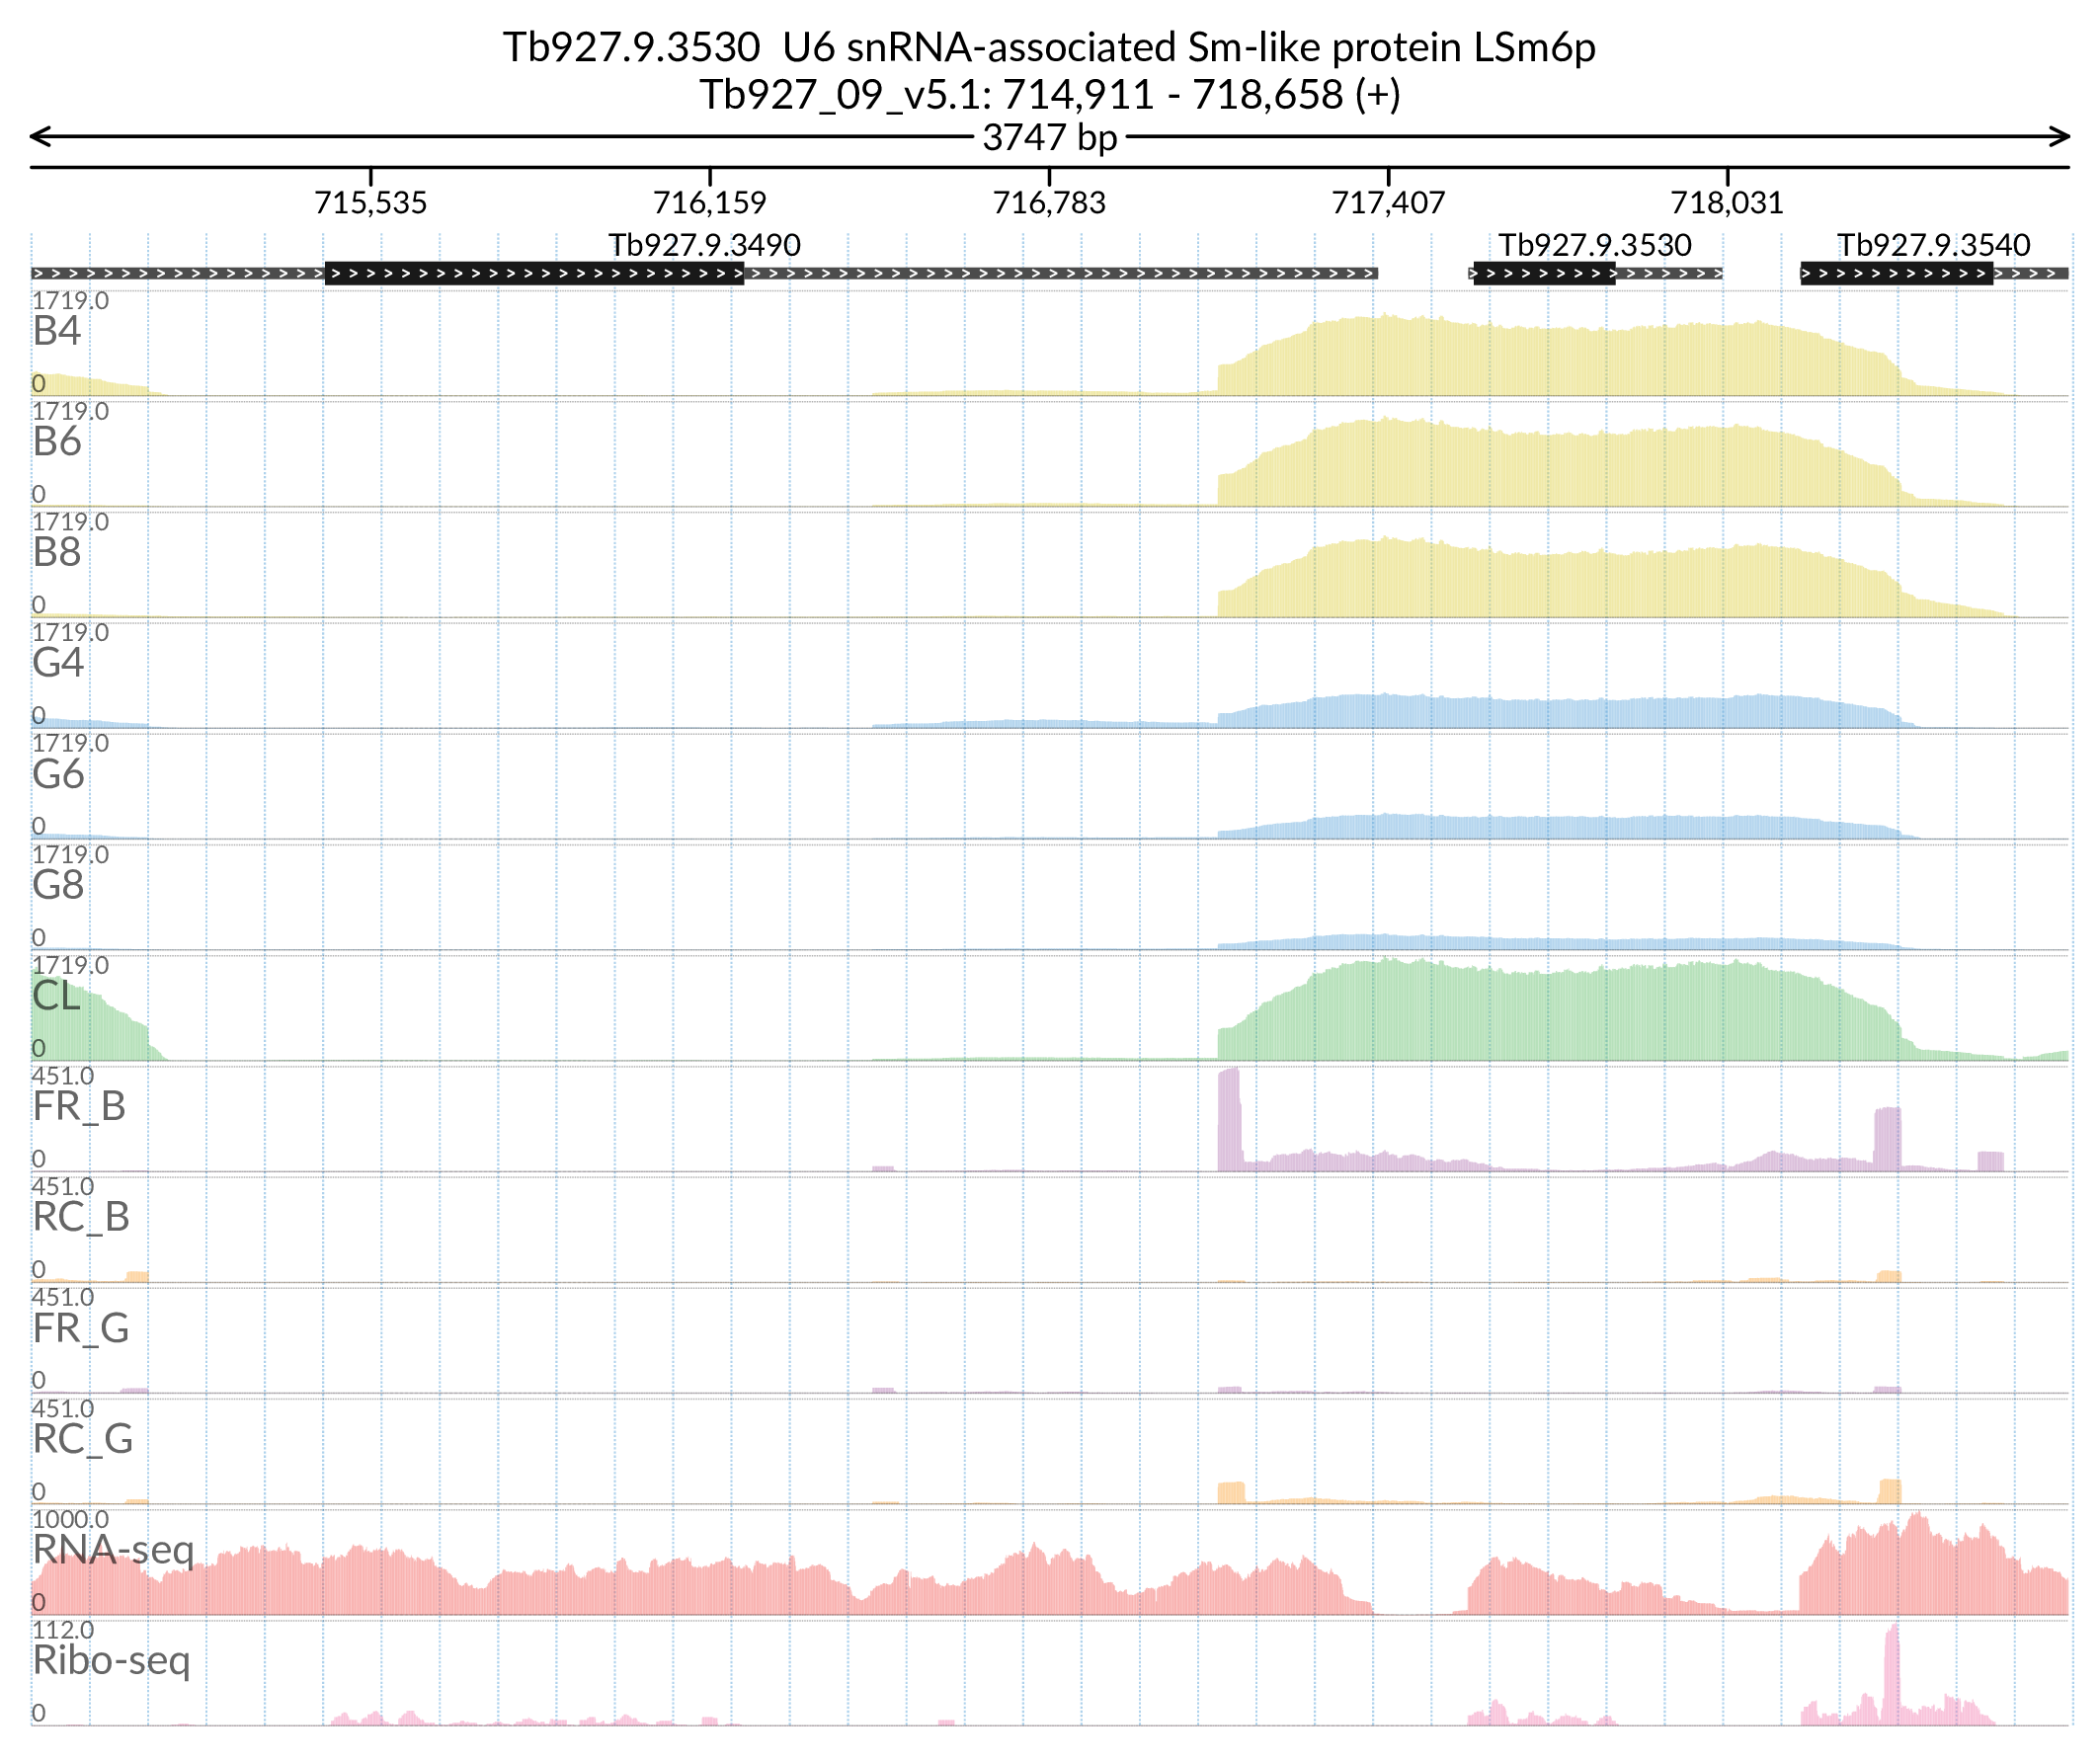 Tb927.9.3530  U6 snRNA-associated Sm-like protein LSm6p
Tb927_09_v5.1: 714,911 - 718,658 (+)
3747 bp
715,535 716,159 716,783 717,407 718,031
Tb927.9.3490 Tb927.9.3530 Tb927.9.3540
1719.0
B4
0
1719.0
B6
0
1719.0
B8
0
1719.0
G4
0
1719.0
G6
0
1719.0
G8
0
1719.0
CL
0
451.0
FR_B
0
451.0
RC_B
0
451.0
FR_G
0
451.0
RC_G
0
1000.0
RNA-seq
0
112.0
Ribo-seq
0